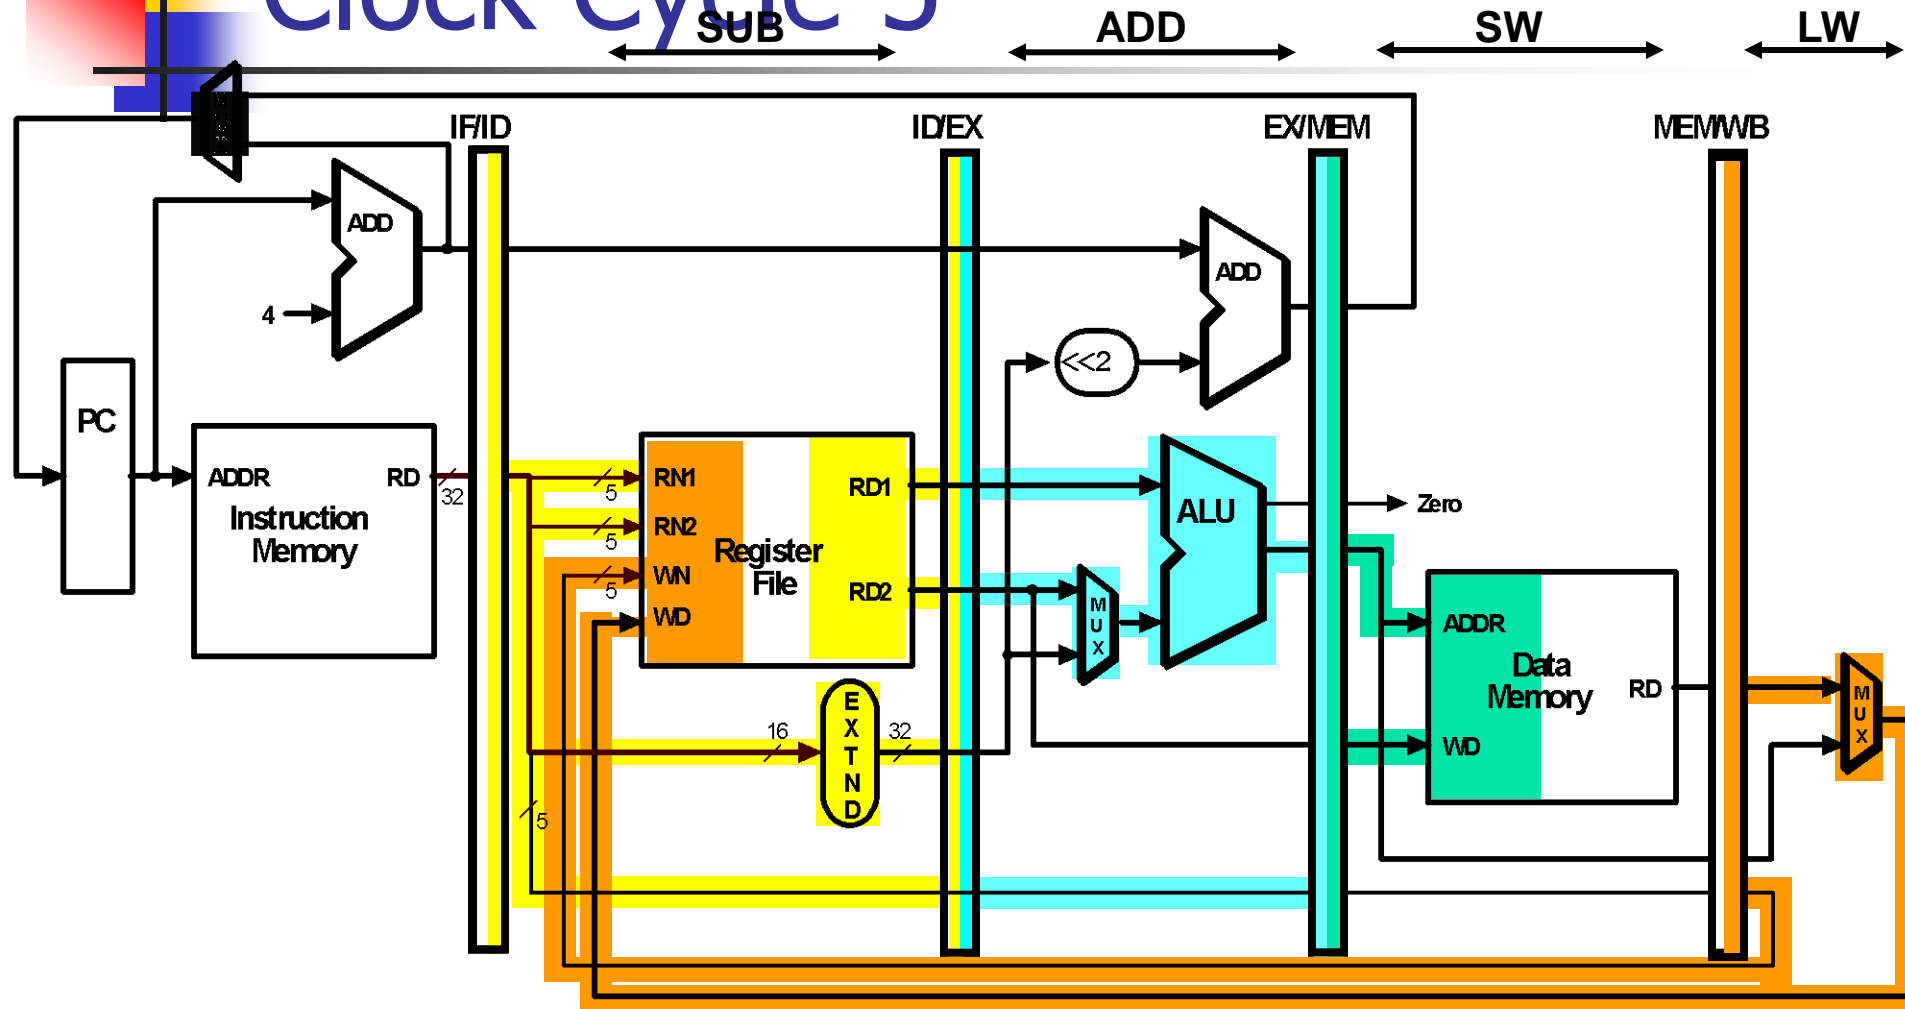 Clock Cycle 5
SUB
ADD
SW
LW
IF/ID
ID/EX
EX/MEM
MEM/WB
ADD
4
ADD
<<2
PC
ADDR
RD
32
Instruction
Memory
5
RN1
5
RN2
5
WN
WD
RD1
RD2
Register
File
ALU
Zero
M
U
X
ADDR
WD
RD
Data
Memory
M
U
X
16
E
X
T
N
D
32
5